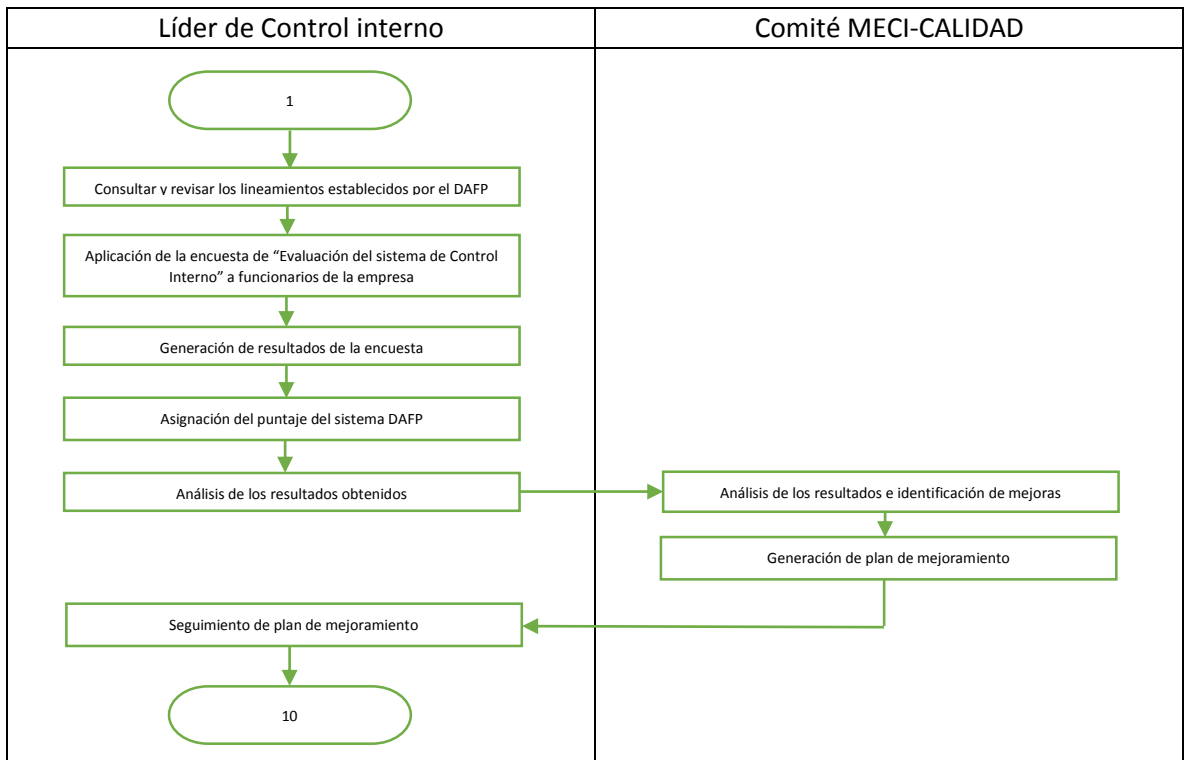 Líder de Control interno
Comité MECI-CALIDAD
1
Consultar y revisar los lineamientos establecidos por el DAFP
Aplicación de la encuesta de “Evaluación del sistema de Control
Interno” a funcionarios de la empresa
Generación de resultados de la encuesta
Asignación del puntaje del sistema DAFP
Análisis de los resultados obtenidos
Análisis de los resultados e identificación de mejoras
Generación de plan de mejoramiento
Seguimiento de plan de mejoramiento
10